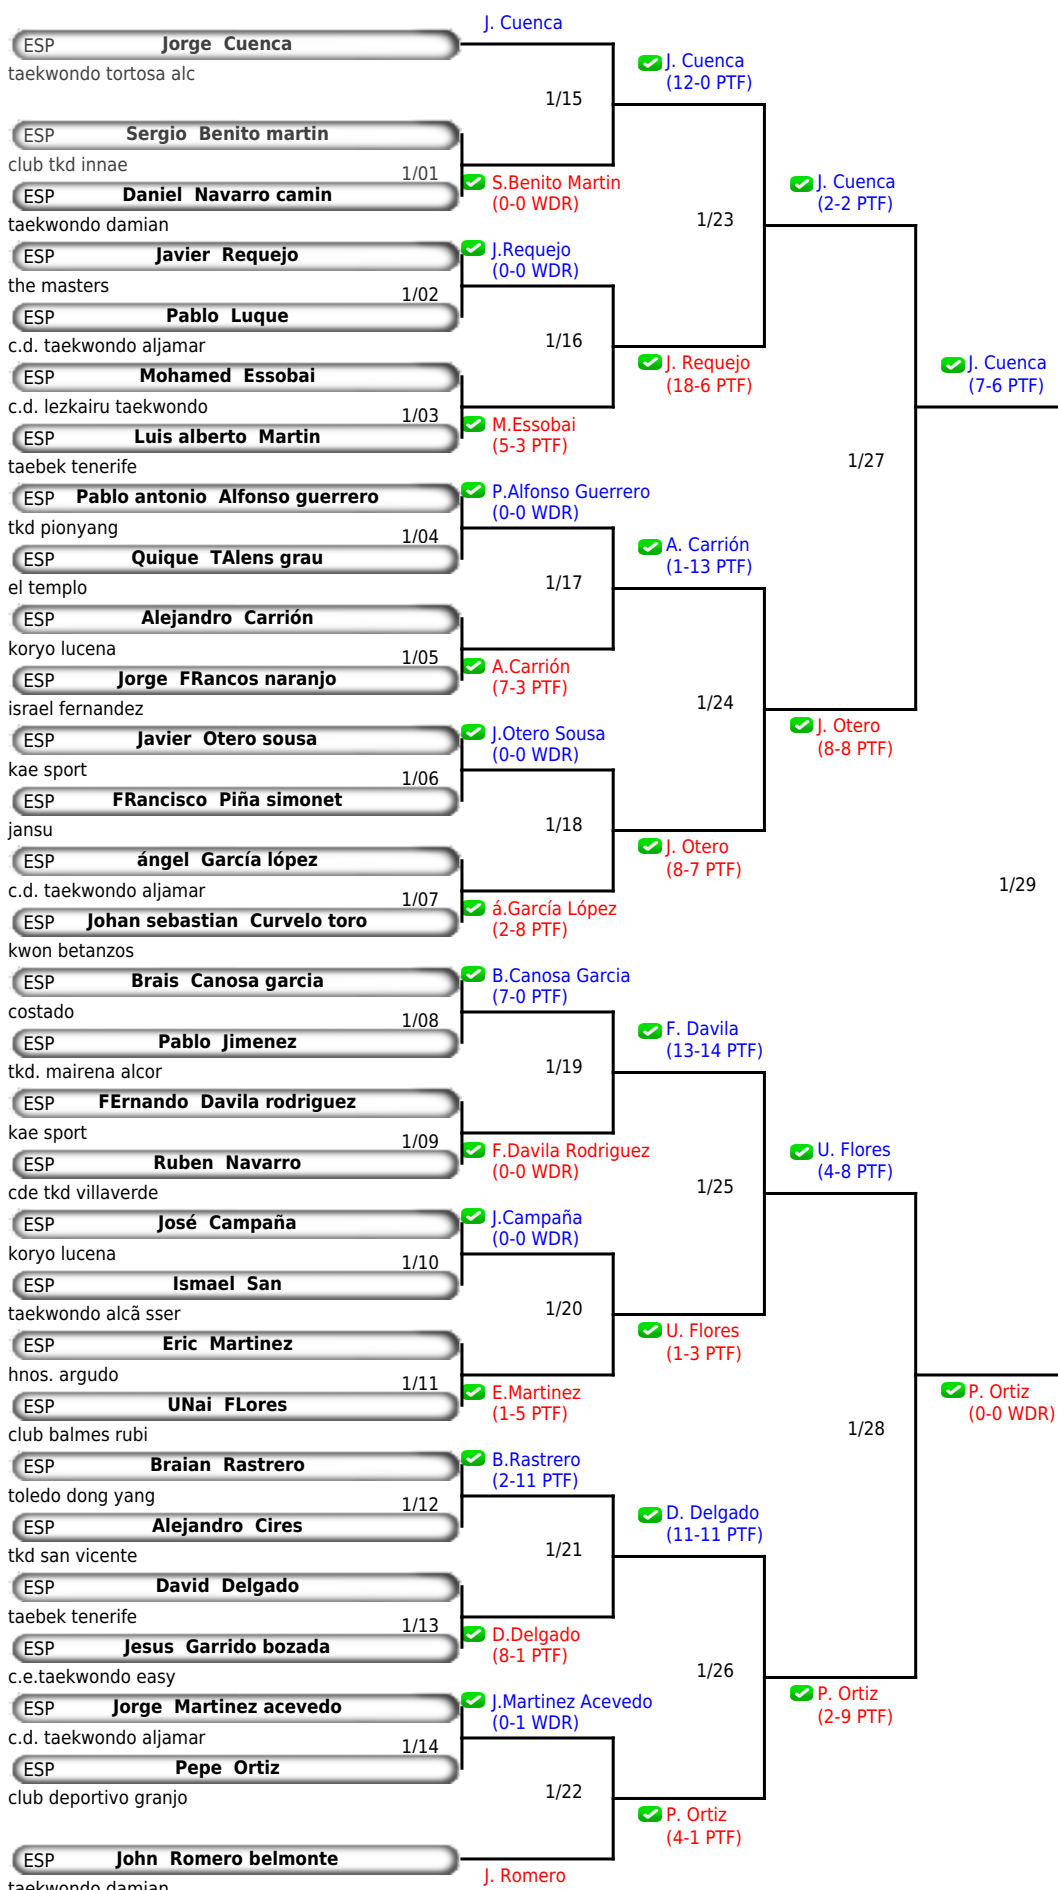 J. Cuenca
ESP Jorge Cuenca
taekwondo tortosa alc
J. Cuenca
(12-0 PTF)
1/15
ESP Sergio Benito martin
club tkd innae
1/01
S.Benito Martin
(0-0 WDR)
ESP Daniel Navarro camin
taekwondo damian
J. Cuenca
(2-2 PTF)
1/23
ESP Javier Requejo
the masters
J.Requejo
(0-0 WDR)
1/02
ESP Pablo Luque
c.d. taekwondo aljamar
1/16
J. Requejo
(18-6 PTF)
J. Cuenca
(7-6 PTF)
ESP Mohamed Essobai
c.d. lezkairu taekwondo
1/03
M.Essobai
(5-3 PTF)
ESP Luis alberto Martin
taebek tenerife
1/27
ESP Pablo antonio Alfonso guerrero
tkd pionyang
P.Alfonso Guerrero
(0-0 WDR)
1/04
ESP Quique TAlens grau
el templo
A. Carrión
(1-13 PTF)
1/17
ESP Alejandro Carrión
koryo lucena
1/05
A.Carrión
(7-3 PTF)
ESP Jorge FRancos naranjo
israel fernandez
1/24
J. Otero
(8-8 PTF)
ESP Javier Otero sousa
kae sport
J.Otero Sousa
(0-0 WDR)
1/06
ESP FRancisco Piña simonet
jansu
1/18
J. Otero
(8-7 PTF)
ESP ángel García lópez
c.d. taekwondo aljamar
1/29
1/07
á.García López
(2-8 PTF)
ESP Johan sebastian Curvelo toro
kwon betanzos
ESP Brais Canosa garcia
costado
B.Canosa Garcia
(7-0 PTF)
1/08
ESP Pablo Jimenez
tkd. mairena alcor
F. Davila
(13-14 PTF)
1/19
ESP FErnando Davila rodriguez
kae sport
1/09
F.Davila Rodriguez
(0-0 WDR)
ESP Ruben Navarro
cde tkd villaverde
U. Flores
(4-8 PTF)
1/25
ESP José Campaña
koryo lucena
J.Campaña
(0-0 WDR)
1/10
ESP Ismael San
taekwondo alcã sser
1/20
U. Flores
(1-3 PTF)
ESP Eric Martinez
hnos. argudo
1/11
E.Martinez
(1-5 PTF)
P. Ortiz
(0-0 WDR)
ESP UNai FLores
club balmes rubi
1/28
ESP Braian Rastrero
toledo dong yang
B.Rastrero
(2-11 PTF)
1/12
ESP Alejandro Cires
tkd san vicente
D. Delgado
(11-11 PTF)
1/21
ESP David Delgado
taebek tenerife
1/13
D.Delgado
(8-1 PTF)
ESP Jesus Garrido bozada
c.e.taekwondo easy
1/26
P. Ortiz
(2-9 PTF)
ESP Jorge Martinez acevedo
c.d. taekwondo aljamar
J.Martinez Acevedo
(0-1 WDR)
1/14
ESP Pepe Ortiz
club deportivo granjo
1/22
P. Ortiz
(4-1 PTF)
ESP John Romero belmonte
J. Romero
taekwondo damian